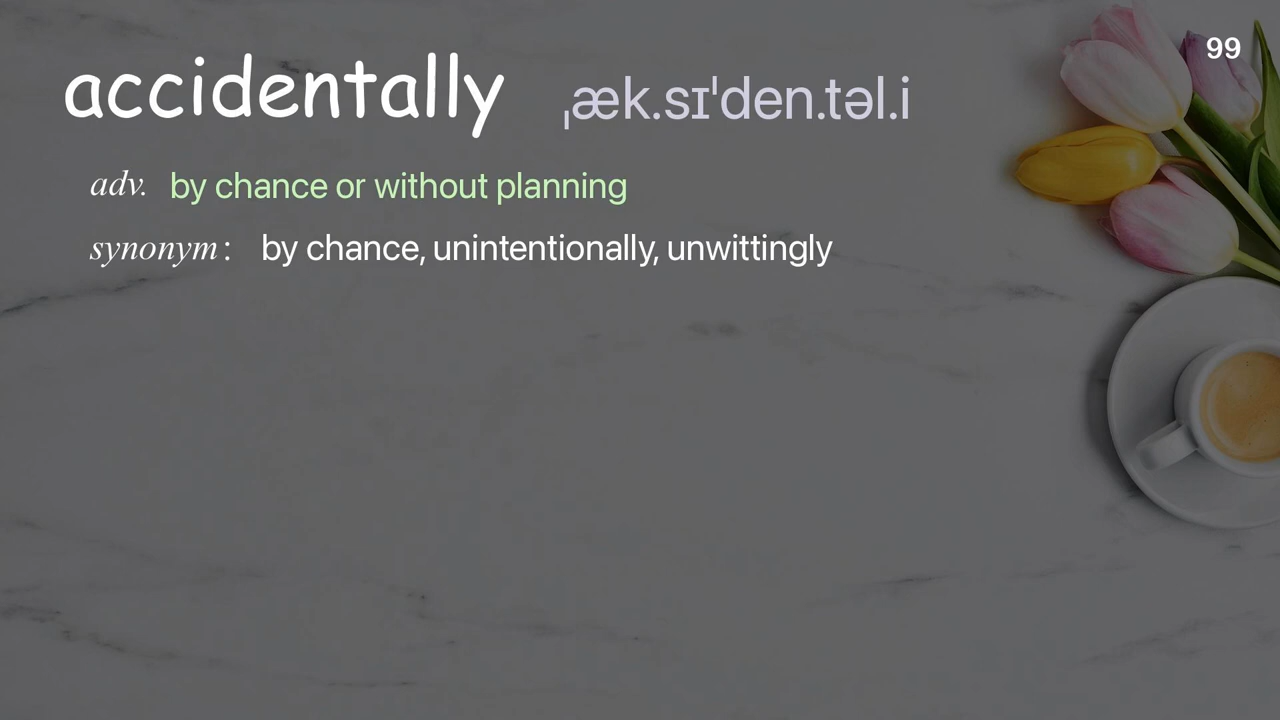 99
accidentally ˌæk.sɪˈden.təl.i
adv. by chance or without planning
synonym: by chance, unintentionally, unwittingly